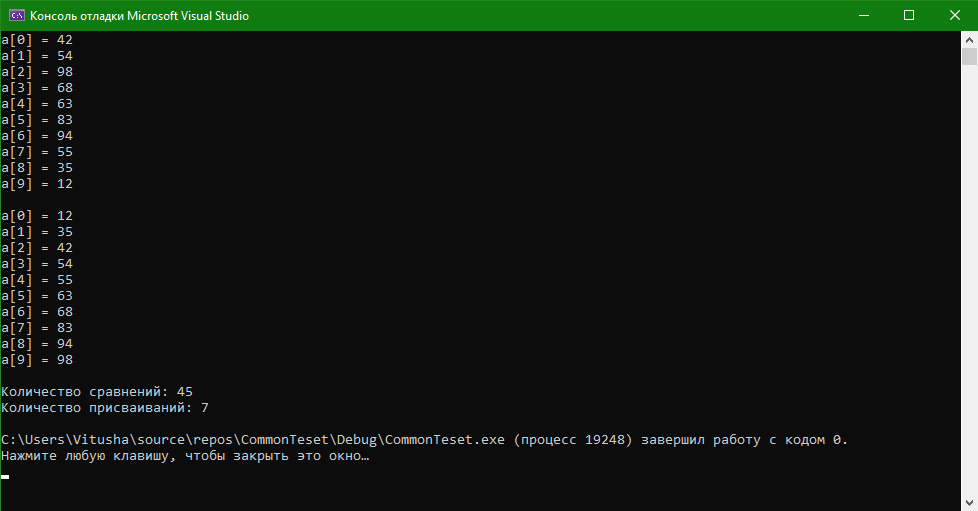 Консоль отладки Microsoft Visual Studio
a[0] = 42
a[1] = 54
a[2] = 98
a[3] = 68
a[4] = 63
a[5] = 83
a[6] = 94
a[7] = 55
a[8] = 35
a[9] = 12
a[0] = 12
a[1] = 35
a[2] = 42
a[3] = 54
a[4] = 55
a[5] = 63
a[6] = 68
a[7] = 83
a[8] = 94
a[9] = 98
Количество сравнений: 45
Количество присваиваний: 7
C:\Users\Vitusha\source\repos\CommonTeset\Debug\CommonTeset.exe (процесс 19248) завершил работу с кодом 0.
Нажмите любую клавишу, чтобы закрыть это окно…